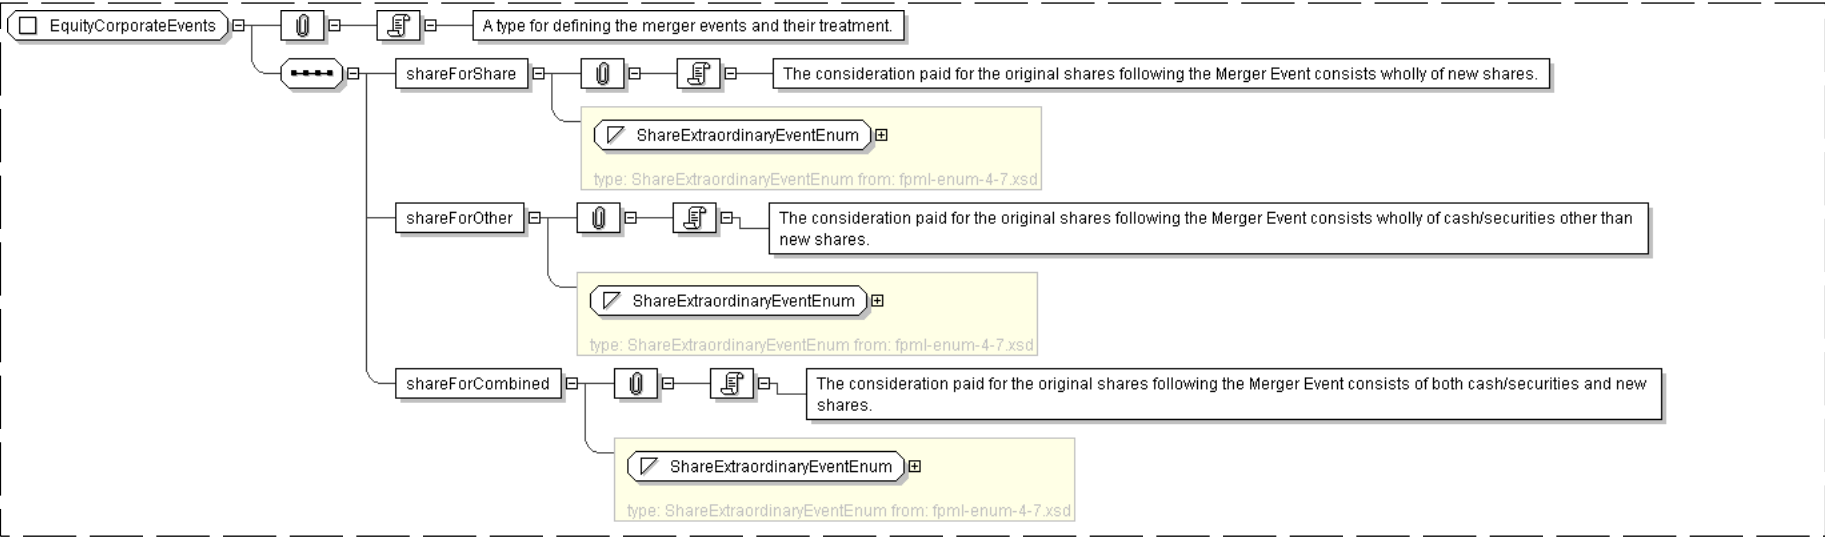 EquityCorporateEvents
A type for defining the merger events and their treatment.
shareForShare
The consideration paid for the original shares following the Merger Event consists wholly of new shares.
ShareExtraordinaryEventEnum
type: ShareExtraordinaryEventEnum from: fpml-enum-4-7.xsd
shareForOther
The consideration paid for the original shares following the Merger Event consists wholly of cash/securities other than
new shares.
ShareExtraordinaryEventEnum
type: ShareExtraordinaryEventEnum from: fpml-enum-4-7.xsd
shareForCombined
The consideration paid for the original shares following the Merger Event consists of both cash/securities and new
shares.
ShareExtraordinaryEventEnum
type: ShareExtraordinaryEventEnum from: fpml-enum-4-7.xsd